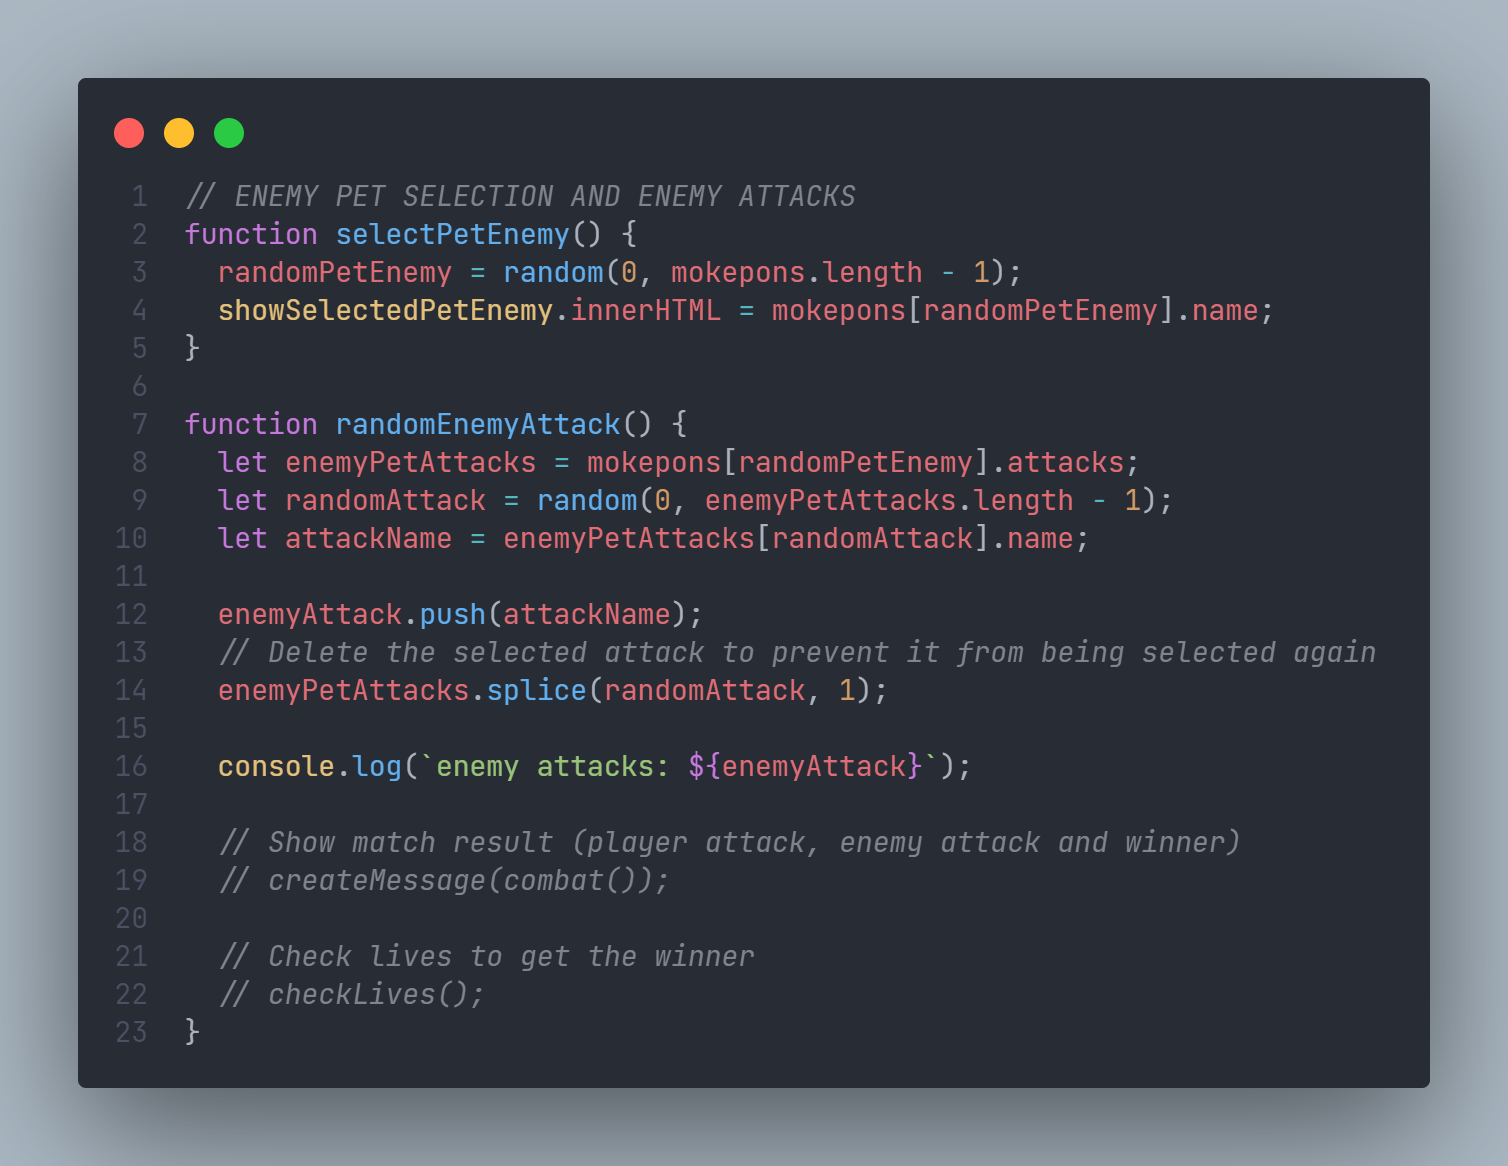 1 // ENEMY PET SELECTION AND ENEMY ATTACKS
2 function selectPetEnemy() {
3   randomPetEnemy = random(0, mokepons.length - 1);
4   showSelectedPetEnemy.innerHTML = mokepons[randomPetEnemy].name;
5 }
6
7 function randomEnemyAttack() {
8   let enemyPetAttacks = mokepons[randomPetEnemy].attacks;
9   let randomAttack = random(0, enemyPetAttacks.length - 1);
10   let attackName = enemyPetAttacks[randomAttack].name;
11
12   enemyAttack.push(attackName);
13   // Delete the selected attack to prevent it from being selected again
14   enemyPetAttacks.splice(randomAttack, 1);
15
16   console.log(`enemy attacks: ${enemyAttack}`);
17
18   // Show match result (player attack, enemy attack and winner)
19   // createMessage(combat());
20
21   // Check lives to get the winner
22   // checkLives();
23 }